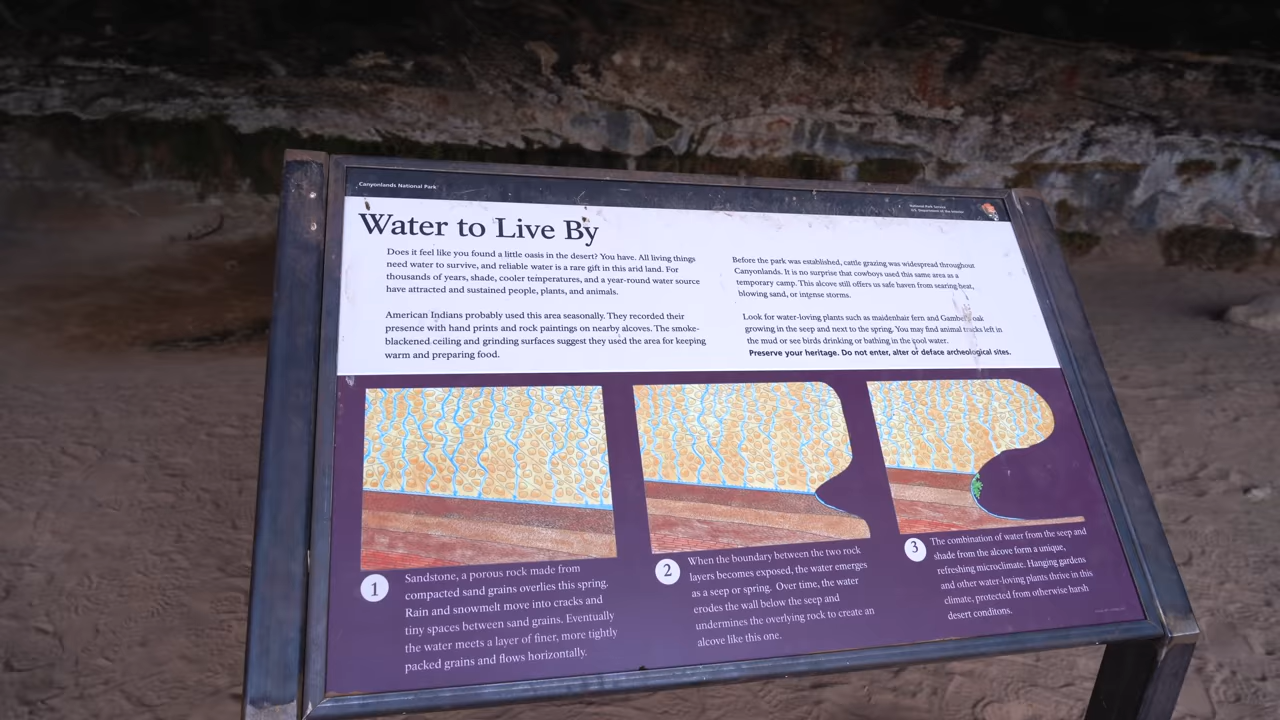 Canyonlands National Park
National Park Service
U.S. Department of the Interior
Water to Live By
Does it feel like you found a little oasis in the desert? You have. All living things
need water to survive, and reliable water is a rare gift in this arid land. For
thousands of years, shade, cooler temperatures, and a year-round water source
have attracted and sustained people, plants, and animals.
American Indians probably used this area seasonally. They recorded their
presence with hand prints and rock paintings on nearby alcoves. The smoke-
blackened ceiling and grinding surfaces suggest they used the area for keeping
warm and preparing food.
Before the park was established, cattle grazing was widespread throughout
Canyonlands. It is no surprise that cowboys used this same area as a
temporary camp. This alcove still offers us safe haven from searing heat,
blowing sand, or intense storms.
Look for water-loving plants such as maidenhair fern and Gambel oak
growing in the seep and next to the spring. You may find animal tracks left in
the mud or see birds drinking or bathing in the cool water.
Preserve your heritage. Do not enter, alter or deface archeological sites.
1
Sandstone, a porous rock made from
compacted sand grains overlies this spring.
Rain and snowmelt move into cracks and
tiny spaces between sand grains. Eventually
the water meets a layer of finer, more tightly
packed grains and flows horizontally.
2
When the boundary between the two rock
layers becomes exposed, the water emerges
as a seep or spring. Over time, the water
erodes the wall below the seep and
undermines the overlying rock to create an
alcove like this one.
3
The combination of water from the seep and
shade from the alcove form a unique,
refreshing microclimate. Hanging gardens
and other water-loving plants thrive in this
climate, protected from otherwise harsh
desert conditons.